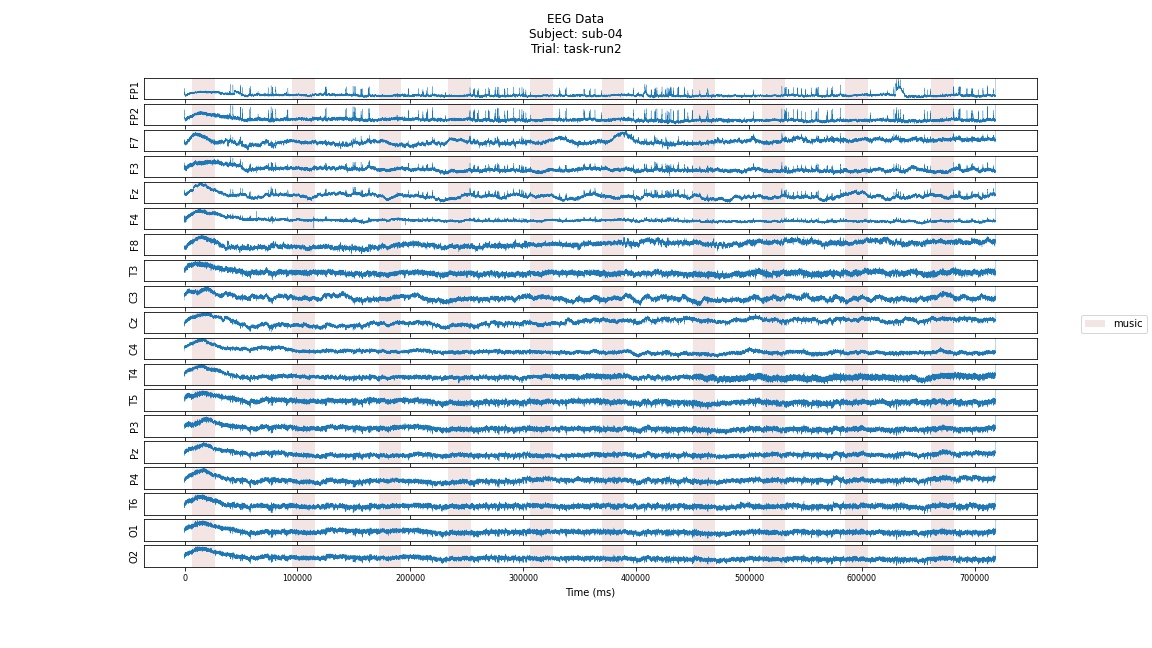 EEG Data
Subject: sub-04
Trial: task-run2
FP1
FP2
F7
F3
Fz
F4
F8
T3
C3
Cz
C4
T4
T5
P3
Pz
P4
T6
O1
O2
music
0 100000 200000 300000 400000 500000 600000 700000
Time (ms)